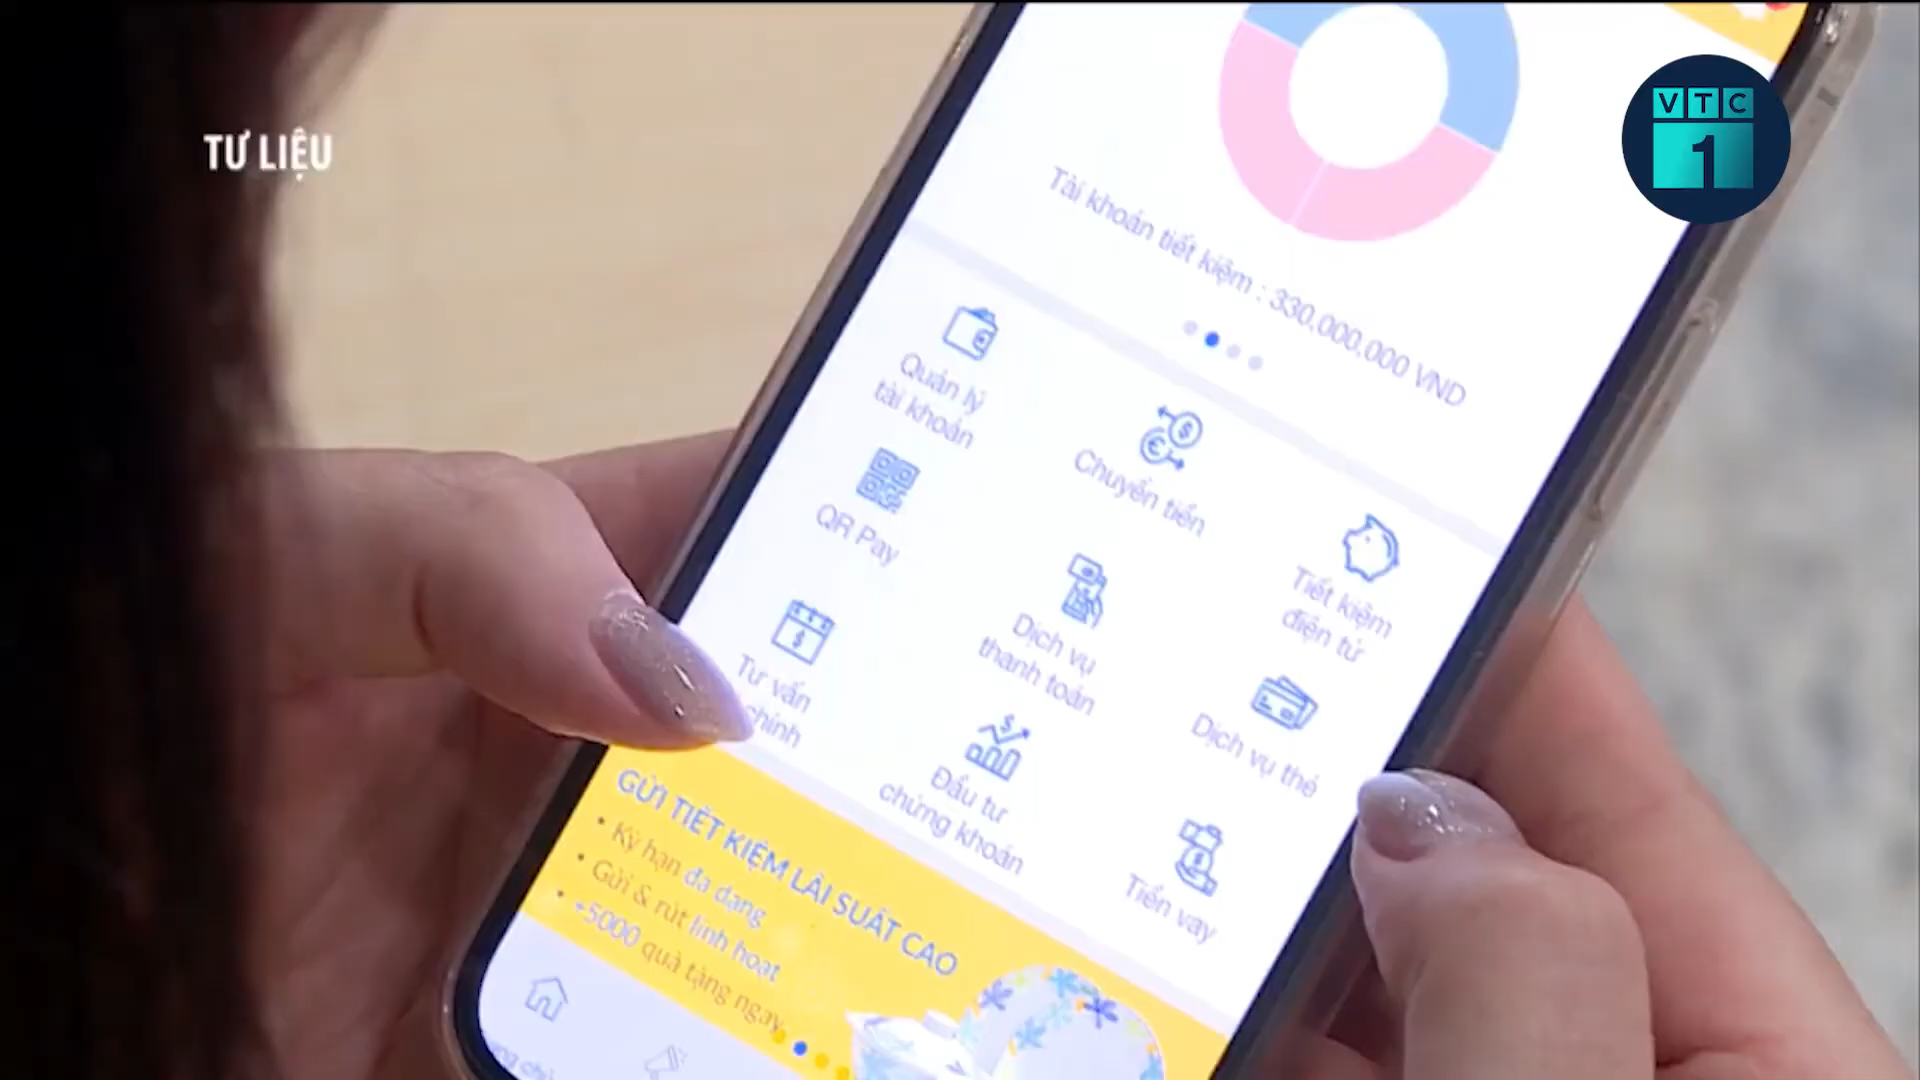 TƯ LIỆU
VTC
1
Tài khoản tiết kiệm : 330,000,000 VND
Quản lý
tài khoản
Chuyển tiền
Tiết kiệm
điện tử
QR Pay
Dịch vụ
thanh toán
Dịch vụ thẻ
Tư vấn
chính
Đầu tư
chứng khoán
Tiền vay
GỬI TIẾT KIỆM LÃI SUẤT CAO
• Kỳ hạn đa dạng
• Gửi & rút linh hoạt
• +5000 quà tặng ngay